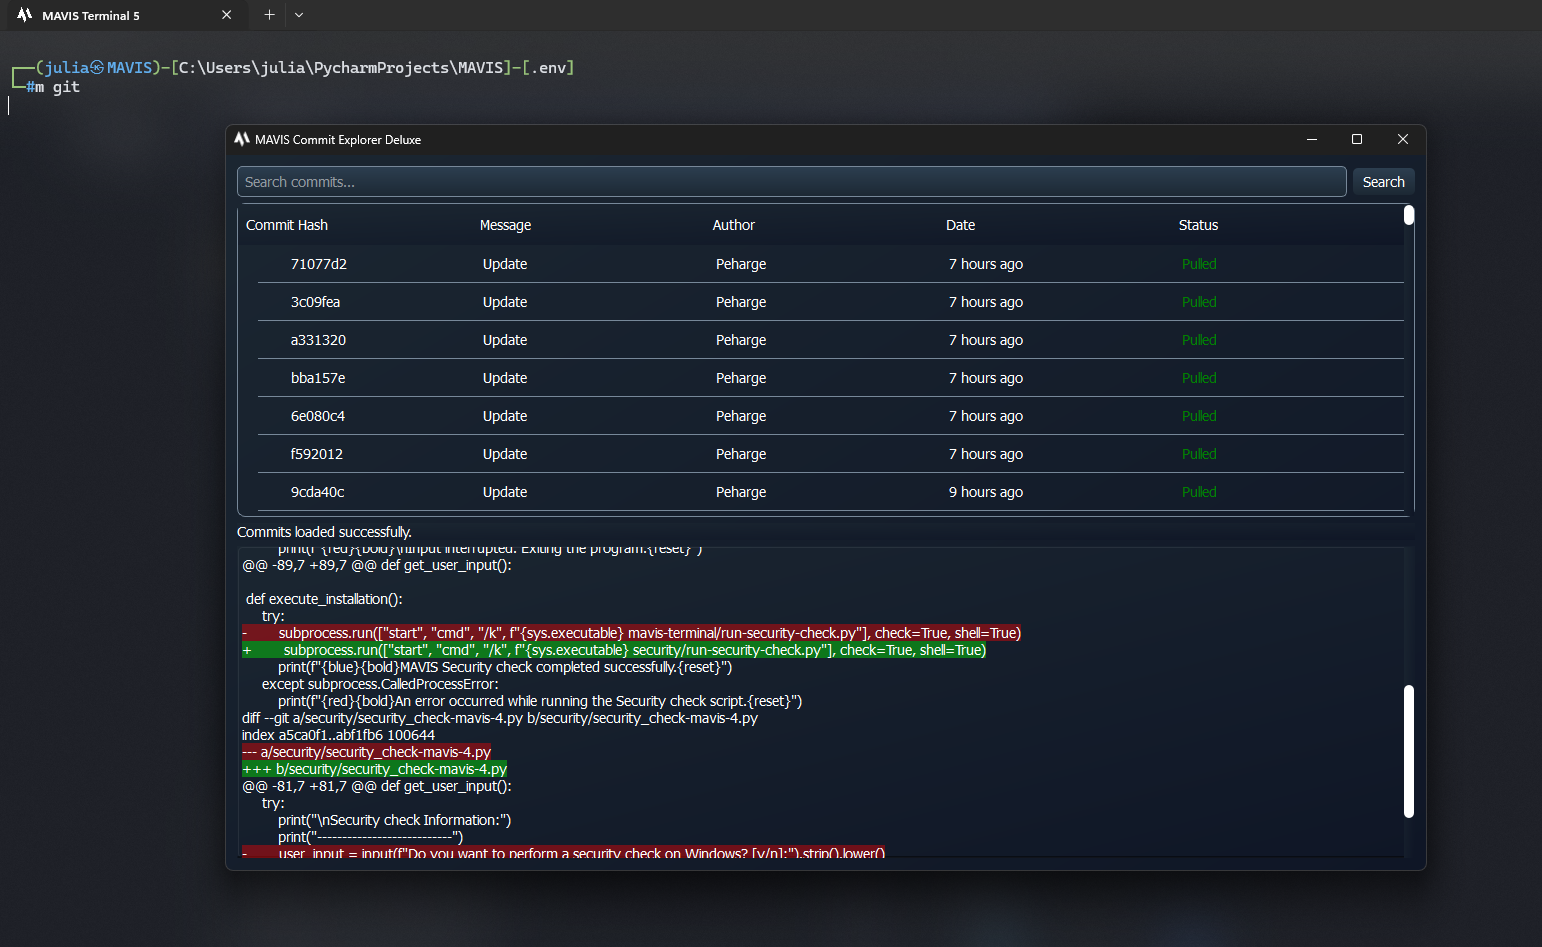 MAVIS Terminal 5
(julia㉿MAVIS)-[C:\Users\julia\PycharmProjects\MAVIS]-[.env]
#m git
MAVIS Commit Explorer Deluxe
Search commits...
Search
Commit Hash Message Author Date Status
71077d2 Update Peharge 7 hours ago Pulled
3c09fea Update Peharge 7 hours ago Pulled
a331320 Update Peharge 7 hours ago Pulled
bba157e Update Peharge 7 hours ago Pulled
6e080c4 Update Peharge 7 hours ago Pulled
f592012 Update Peharge 7 hours ago Pulled
9cda40c Update Peharge 9 hours ago Pulled
Commits loaded successfully.
print(f"{red}{bold}\nInput interrupted. Exiting the program.{reset}")
@@ -89,7 +89,7 @@ def get_user_input():
def execute_installation():
try:
- subprocess.run(["start", "cmd", "/k", f"{sys.executable} mavis-terminal/run-security-check.py"], check=True, shell=True)
+ subprocess.run(["start", "cmd", "/k", f"{sys.executable} security/run-security-check.py"], check=True, shell=True)
print(f"{blue}{bold}MAVIS Security check completed successfully.{reset}")
except subprocess.CalledProcessError:
print(f"{red}{bold}An error occurred while running the Security check script.{reset}")
diff --git a/security/security_check-mavis-4.py b/security/security_check-mavis-4.py
index a5ca0f1..abf1fb6 100644
--- a/security/security_check-mavis-4.py
+++ b/security/security_check-mavis-4.py
@@ -81,7 +81,7 @@ def get_user_input():
try:
print("\nSecurity check Information:")
print("---------------------------")
- user_input = input(f"Do you want to perform a security check on Windows? [y/n]:").strip().lower()